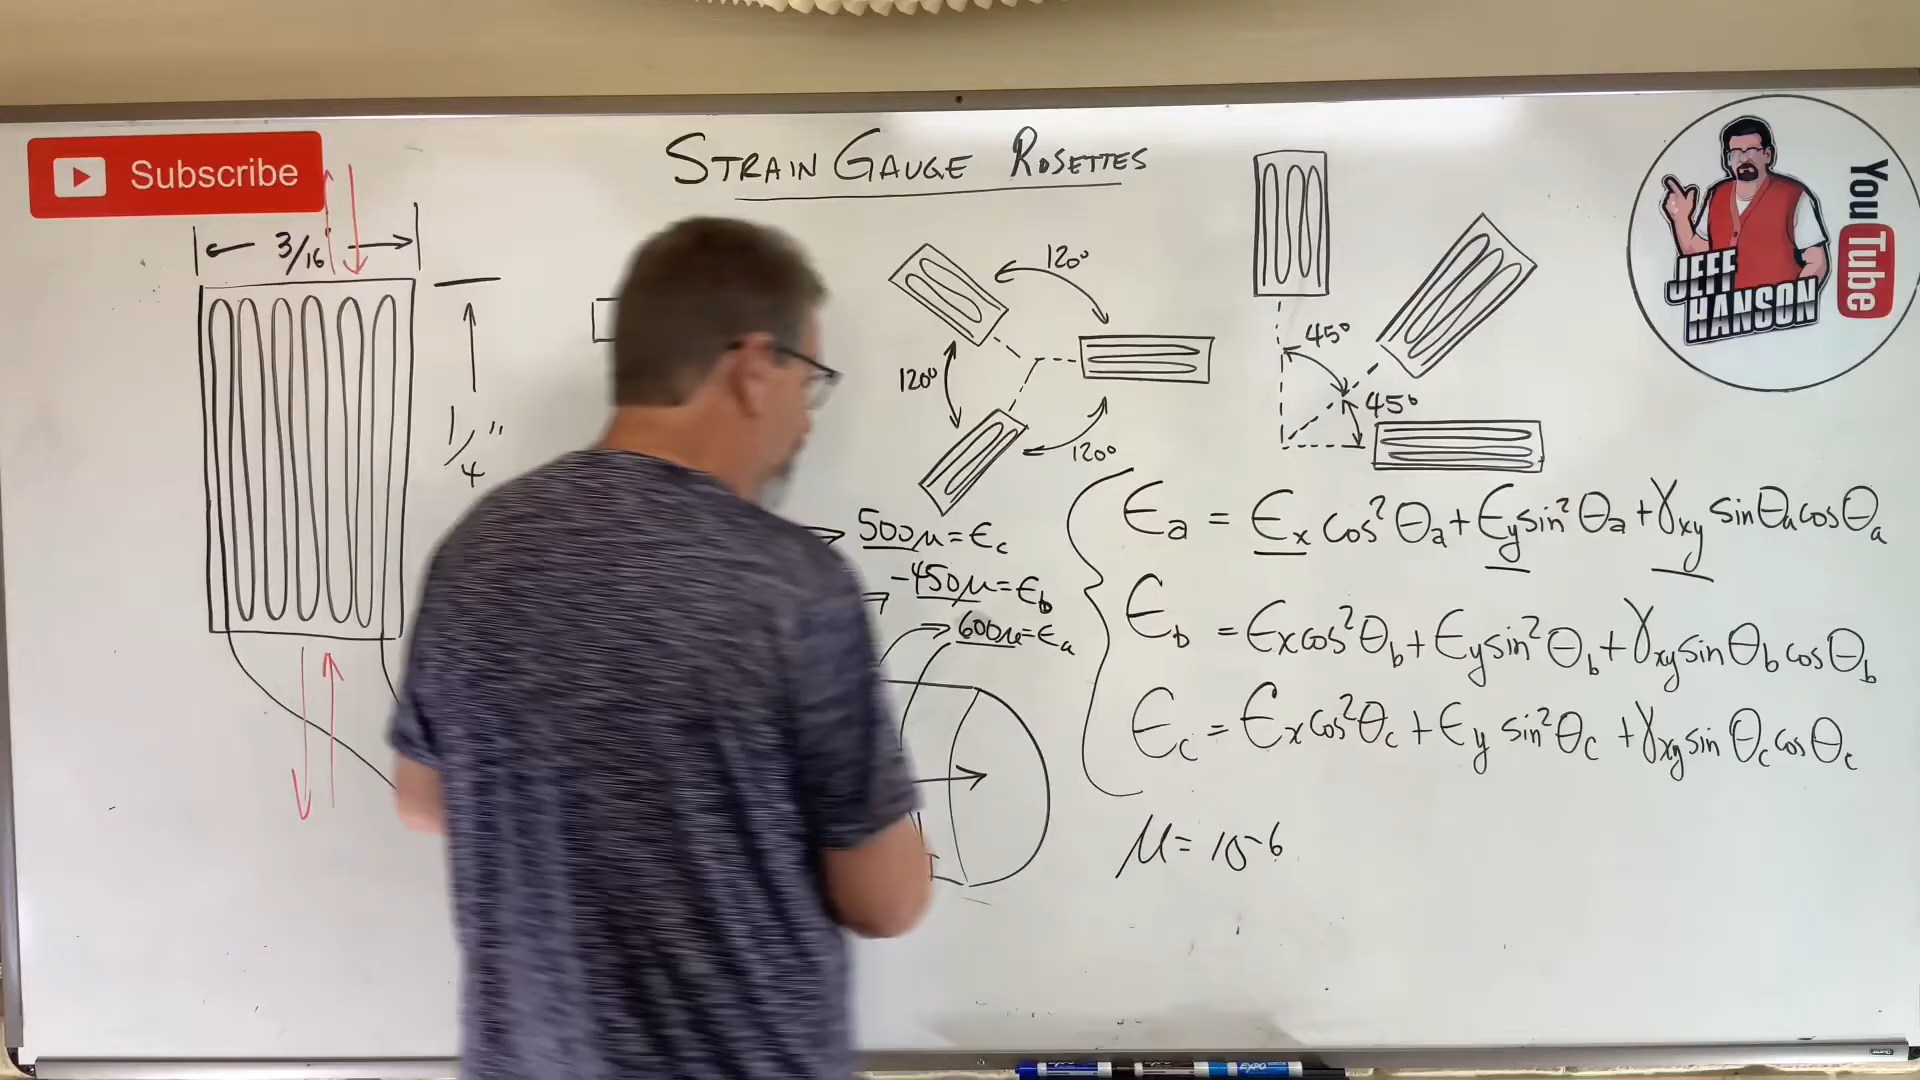 STRAIN GAUGE ROSETTES
Subscribe
3/16"
1/4"
120°
120°
120°
45°
45°
JEFF
HANSON
YouTube
500μ=ϵc
-450μ=ϵb
600μ=ϵa
ϵa = ϵx cos²θa+ϵy sin²θa+γxy sinθa cosθa
ϵb = ϵx cos²θb+ϵy sin²θb+γxy sinθb cosθb
ϵc = ϵx cos²θc+ϵy sin²θc+γxy sinθc cosθc
μ= 10-6
EXPO